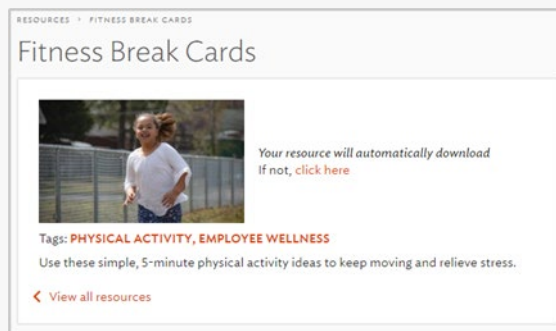 RESOURCES › FITNESS BREAK CARDS
Fitness Break Cards
Your resource will automatically download
If not, click here
Tags: PHYSICAL ACTIVITY, EMPLOYEE WELLNESS
Use these simple, 5-minute physical activity ideas to keep moving and relieve stress.
View all resources